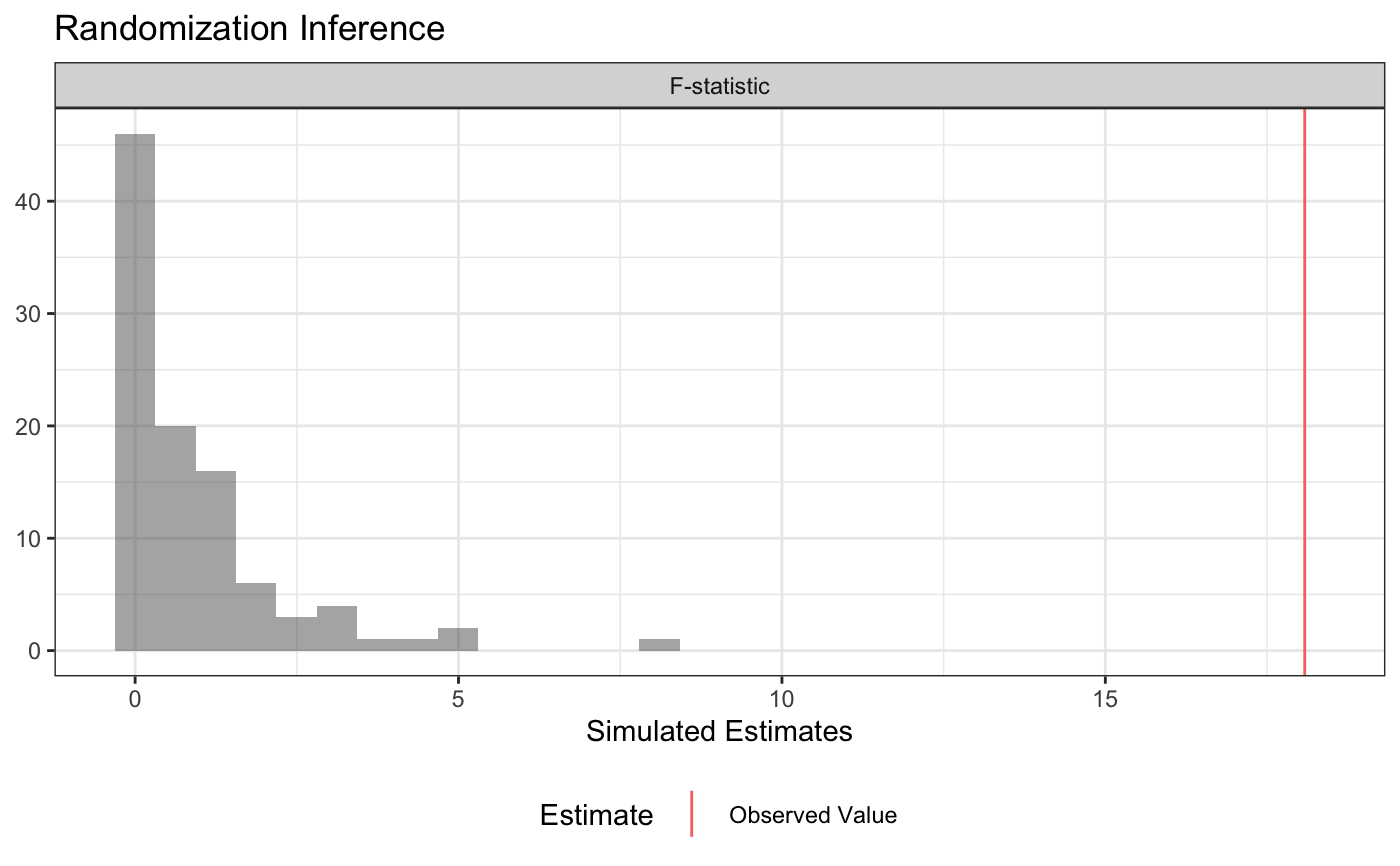 Randomization Inference
F-statistic
40
30
20
10
0
0 5 10 15
Simulated Estimates
Estimate Observed Value